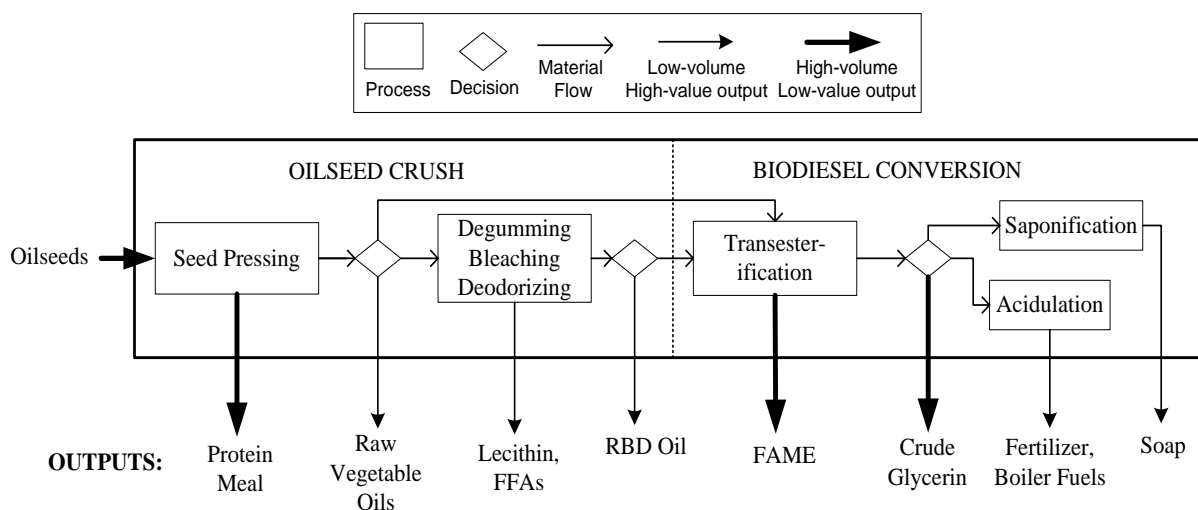 Process
Decision
Material
Flow
Low-volume
High-value output
High-volume
Low-value output
OILSEED CRUSH
BIODIESEL CONVERSION
Oilseeds
Seed Pressing
Degumming
Bleaching
Deodorizing
Transester-
ification
Saponification
Acidulation
OUTPUTS:
Protein
Meal
Raw
Vegetable
Oils
Lecithin,
FFAs
RBD Oil
FAME
Crude
Glycerin
Fertilizer,
Boiler Fuels
Soap